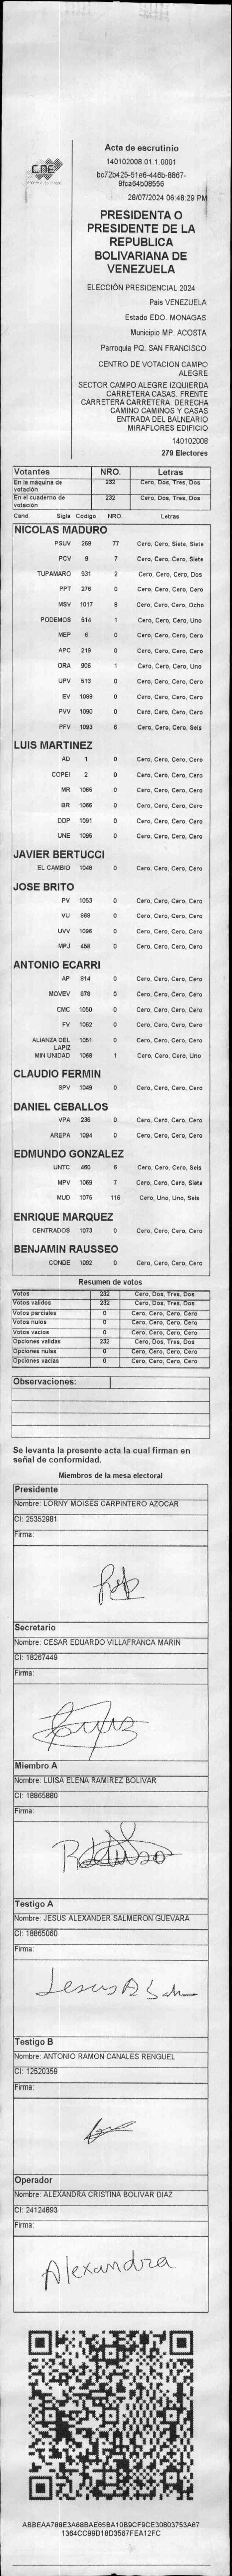 CNE
Acta de escrutinio
140102008.01.1.0001
bc72b425-51e6-446b-8867-
9fca64b08556
28/07/2024 06:48:29 PM
PRESIDENTA O
PRESIDENTE DE LA
REPUBLICA
BOLIVARIANA DE
VENEZUELA
ELECCIÓN PRESIDENCIAL 2024
País VENEZUELA
Estado EDO. MONAGAS
Municipio MP. ACOSTA
Parroquia PQ. SAN FRANCISCO
CENTRO DE VOTACION CAMPO
ALEGRE
SECTOR CAMPO ALEGRE IZQUIERDA
CARRETERA CASAS. FRENTE
CARRETERA CARRETERA. DERECHA
CAMINO CAMINOS Y CASAS
ENTRADA DEL BALNEARIO
MIRAFLORES EDIFICIO
140102008
279 Electores
Votantes NRO. Letras
En la máquina de votación 232 Cero, Dos, Tres, Dos
En el cuaderno de votación 232 Cero, Dos, Tres, Dos
Cand. Sigla Código NRO. Letras
NICOLAS MADURO
PSUV 269 77 Cero, Cero, Siete, Siete
PCV 9 7 Cero, Cero, Cero, Siete
TUPAMARO 931 2 Cero, Cero, Cero, Dos
PPT 276 0 Cero, Cero, Cero, Cero
MSV 1017 8 Cero, Cero, Cero, Ocho
PODEMOS 514 1 Cero, Cero, Cero, Uno
MEP 6 0 Cero, Cero, Cero, Cero
APC 219 0 Cero, Cero, Cero, Cero
ORA 906 1 Cero, Cero, Cero, Uno
UPV 513 0 Cero, Cero, Cero, Cero
EV 1089 0 Cero, Cero, Cero, Cero
PVV 1090 0 Cero, Cero, Cero, Cero
PFV 1093 6 Cero, Cero, Cero, Seis
LUIS MARTINEZ
AD 1 0 Cero, Cero, Cero, Cero
COPEI 2 0 Cero, Cero, Cero, Cero
MR 1065 0 Cero, Cero, Cero, Cero
BR 1066 0 Cero, Cero, Cero, Cero
DDP 1091 0 Cero, Cero, Cero, Cero
UNE 1095 0 Cero, Cero, Cero, Cero
JAVIER BERTUCCI
EL CAMBIO 1048 0 Cero, Cero, Cero, Cero
JOSE BRITO
PV 1053 0 Cero, Cero, Cero, Cero
VU 868 0 Cero, Cero, Cero, Cero
UVV 1096 0 Cero, Cero, Cero, Cero
MPJ 458 0 Cero, Cero, Cero, Cero
ANTONIO ECARRI
AP 814 0 Cero, Cero, Cero, Cero
MOVEV 878 0 Cero, Cero, Cero, Cero
CMC 1050 0 Cero, Cero, Cero, Cero
FV 1062 0 Cero, Cero, Cero, Cero
ALIANZA DEL LAPIZ 1051 0 Cero, Cero, Cero, Cero
MIN UNIDAD 1068 1 Cero, Cero, Cero, Uno
CLAUDIO FERMIN
SPV 1049 0 Cero, Cero, Cero, Cero
DANIEL CEBALLOS
VPA 236 0 Cero, Cero, Cero, Cero
AREPA 1094 0 Cero, Cero, Cero, Cero
EDMUNDO GONZALEZ
UNTC 460 6 Cero, Cero, Cero, Seis
MPV 1069 7 Cero, Cero, Cero, Siete
MUD 1075 116 Cero, Uno, Uno, Seis
ENRIQUE MARQUEZ
CENTRADOS 1073 0 Cero, Cero, Cero, Cero
BENJAMIN RAUSSEO
CONDE 1092 0 Cero, Cero, Cero, Cero
Resumen de votos
Votos 232 Cero, Dos, Tres, Dos
Votos validos 232 Cero, Dos, Tres, Dos
Votos parciales 0 Cero, Cero, Cero, Cero
Votos nulos 0 Cero, Cero, Cero, Cero
Votos vacios 0 Cero, Cero, Cero, Cero
Opciones validas 232 Cero, Dos, Tres, Dos
Opciones nulas 0 Cero, Cero, Cero, Cero
Opciones vacias 0 Cero, Cero, Cero, Cero
Observaciones:
Se levanta la presente acta la cual firman en
señal de conformidad.
Miembros de la mesa electoral
Presidente
Nombre: LORNY MOISES CARPINTERO AZOCAR
CI: 25352981
Firma:
Secretario
Nombre: CESAR EDUARDO VILLAFRANCA MARIN
CI: 18267449
Firma:
Miembro A
Nombre: LUISA ELENA RAMIREZ BOLIVAR
CI: 18865880
Firma:
Testigo A
Nombre: JESUS ALEXANDER SALMERON GUEVARA
CI: 18865060
Firma:
Jesus A
Testigo B
Nombre: ANTONIO RAMON CANALES RENGUEL
CI: 12520359
Firma:
Operador
Nombre: ALEXANDRA CRISTINA BOLIVAR DIAZ
CI: 24124893
Firma:
Alexandra
ABBEAA788E3A68BAE65BA10B9CF9CE30803753A67
1364CC99D18D3567FEA12FC